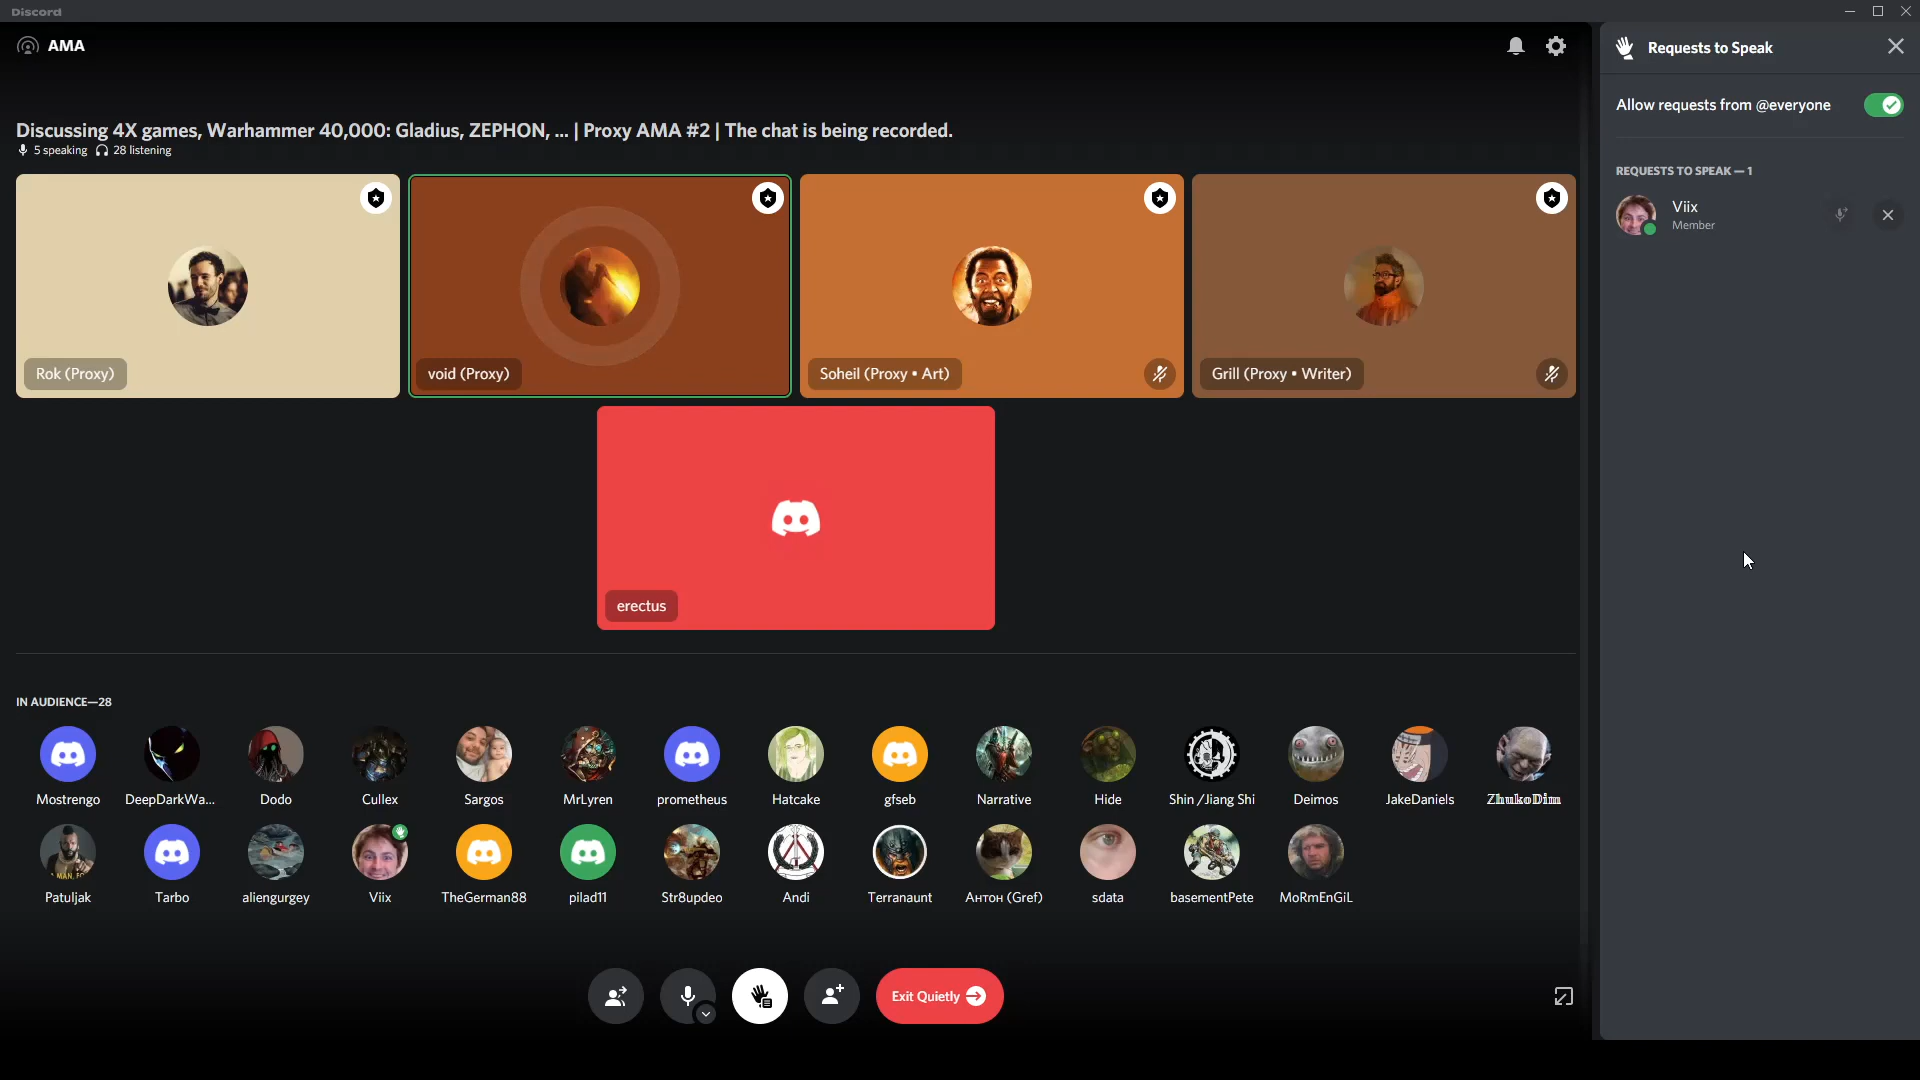 Discord
AMA
Discussing 4X games, Warhammer 40,000: Gladius, ZEPHON, ... | Proxy AMA #2 | The chat is being recorded.
5 speaking 28 listening
Rok (Proxy)
void (Proxy)
Soheil (Proxy • Art)
Grill (Proxy • Writer)
erectus
IN AUDIENCE—28
Mostrengo DeepDarkWa... Dodo Cullex Sargos MrLyren prometheus Hatcake gfseb Narrative Hide Shin /Jiang Shi Deimos JakeDaniels ℤ𝕙𝕦𝕜𝕠𝔻𝕚𝕞
Patuljak Tarbo aliengurgey Viix TheGerman88 pilad11 Str8updeo Andi Terranaunt Антон (Gref) sdata basementPete MoRmEnGiL
Exit Quietly
Requests to Speak
Allow requests from @everyone
REQUESTS TO SPEAK — 1
Viix
Member